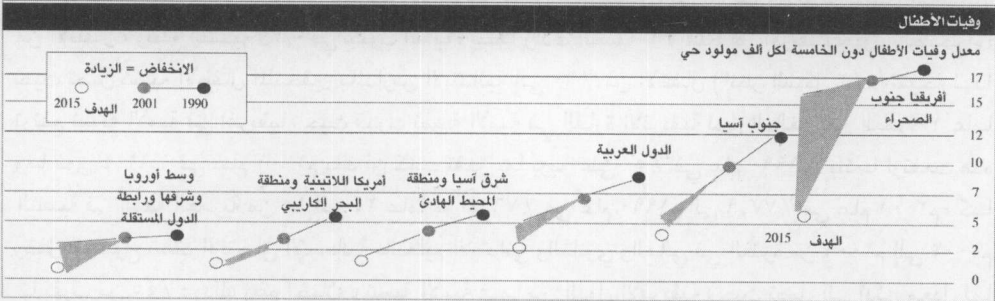 وفيات الأطفال
معدل وفيات الأطفال دون الخامسة لكل ألف مولود حي
الإنخفاض = الزيادة
1990 2001 2015
الهدف
17
15
12
10
7
5
2
0
أفريقيا جنوب
الصحراء
الهدف 2015
جنوب آسيا
الدول العربية
شرق آسيا ومنطقة
المحيط الهادئ
أمريكا اللاتينية ومنطقة
البحر الكاريبي
وسط أوروبا
وشرقها ورابطة
الدول المستقلة